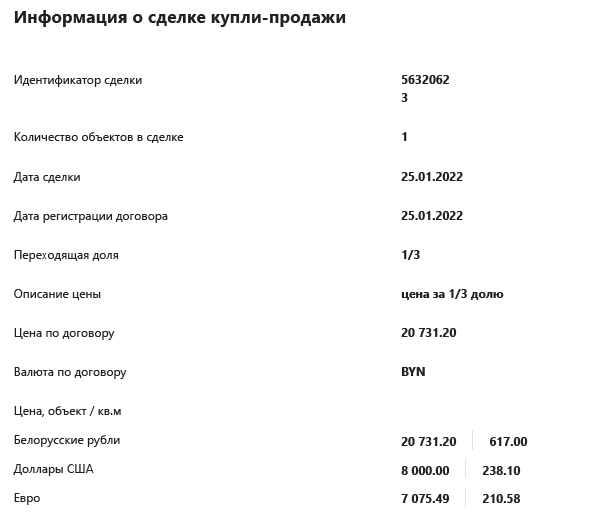 Информация о сделке купли-продажи
Идентификатор сделки 5632062
3
Количество объектов в сделке 1
Дата сделки 25.01.2022
Дата регистрации договора 25.01.2022
Переходящая доля 1/3
Описание цены цена за 1/3 долю
Цена по договору 20 731.20
Валюта по договору BYN
Цена, объект / кв.м
Белорусские рубли 20 731.20 617.00
Доллары США 8 000.00 238.10
Евро 7 075.49 210.58